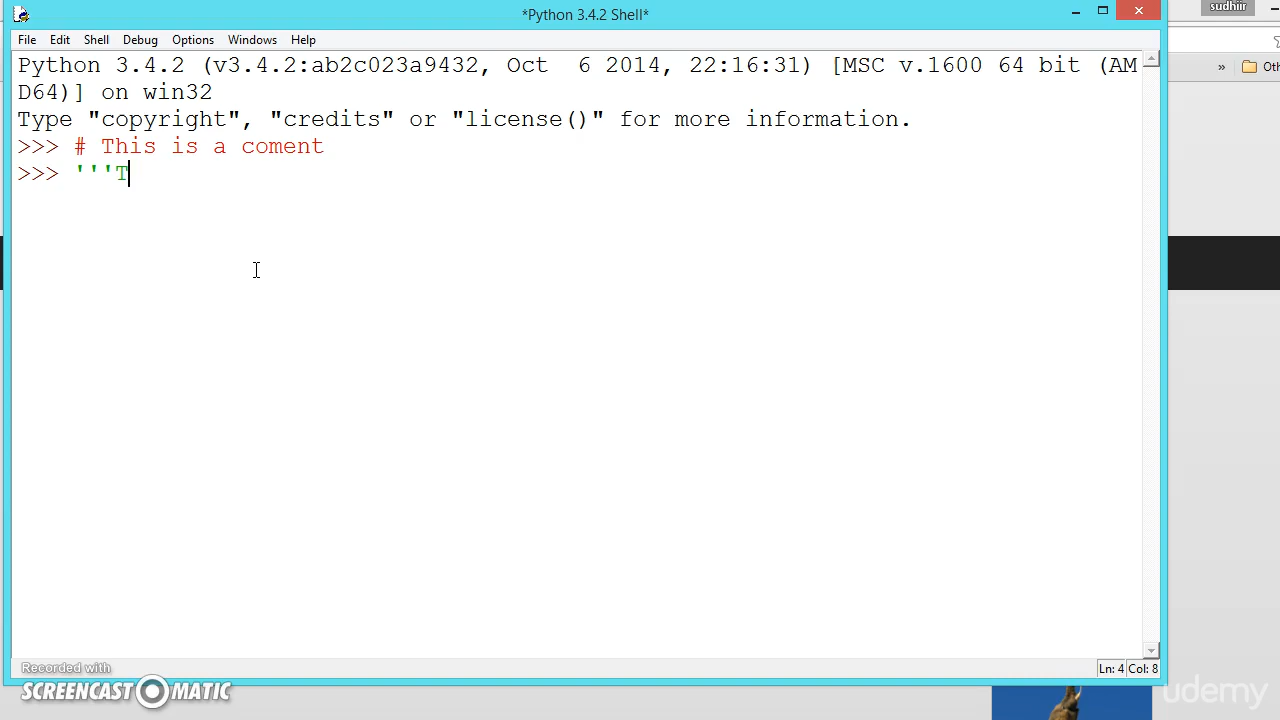 sudhiir
*Python 3.4.2 Shell*
File Edit Shell Debug Options Windows Help
» Oth
Python 3.4.2 (v3.4.2:ab2c023a9432, Oct  6 2014, 22:16:31) [MSC v.1600 64 bit (AM
D64)] on win32
Type "copyright", "credits" or "license()" for more information.
>>> # This is a coment
>>> '''T
Recorded with
SCREENCAST MATIC
Ln: 4 Col: 8
udemy